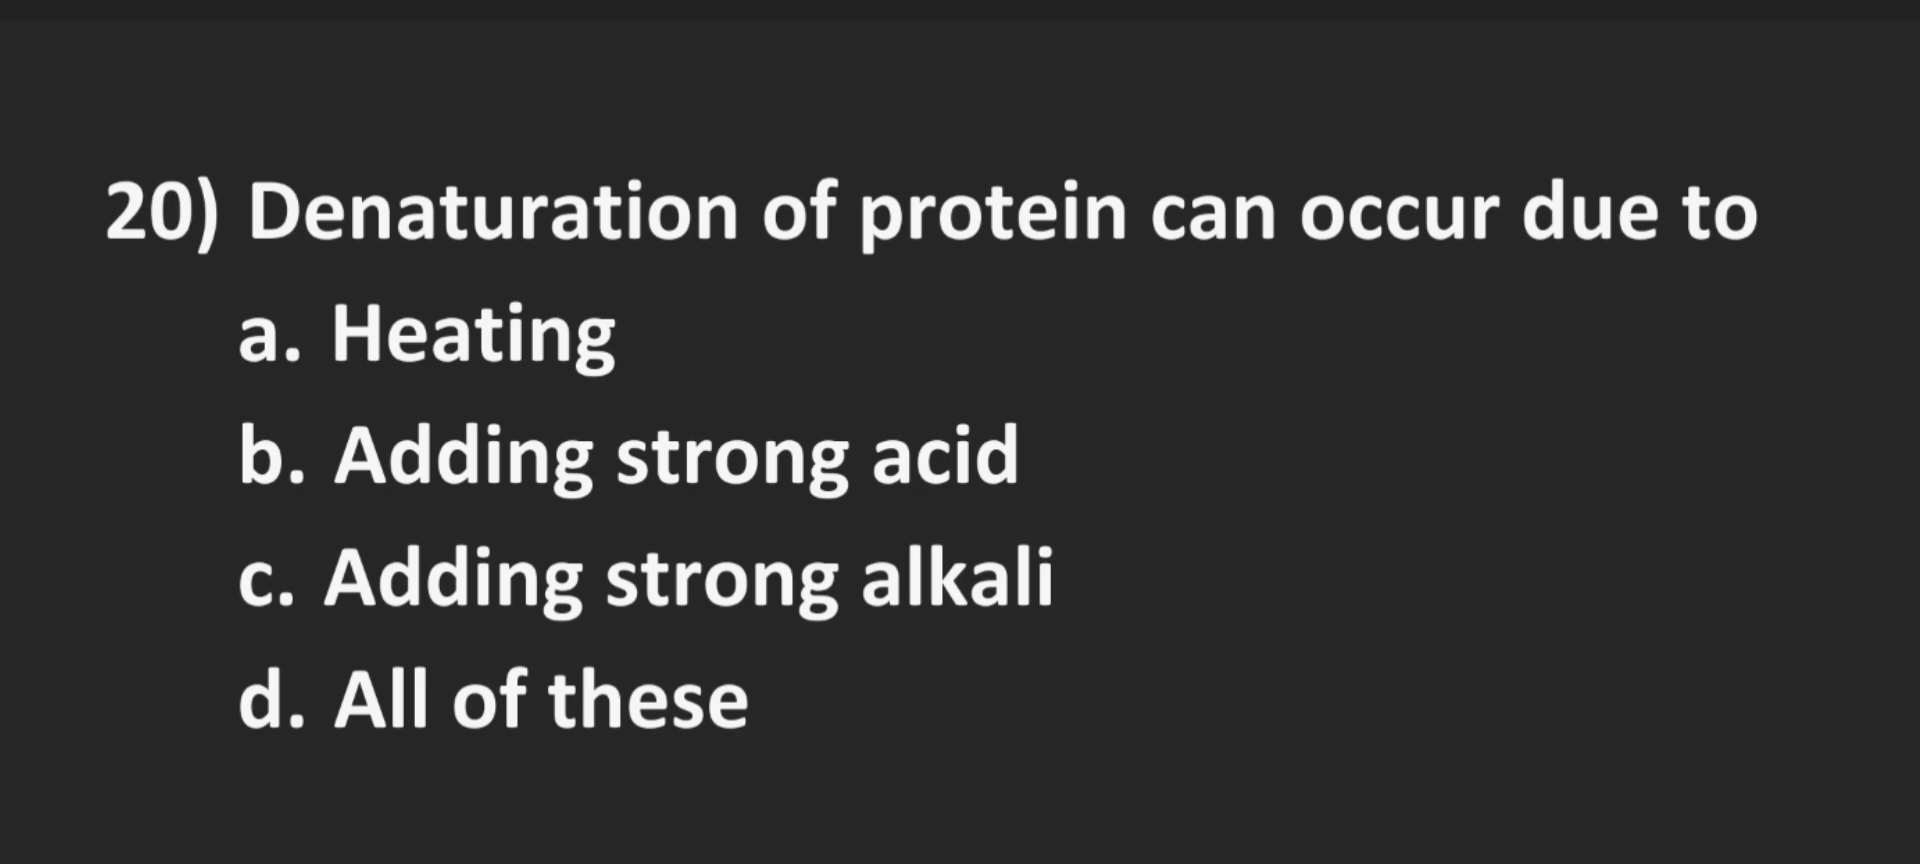 20) Denaturation of protein can occur due to
a. Heating
b. Adding strong acid
c. Adding strong alkali
d. All of these